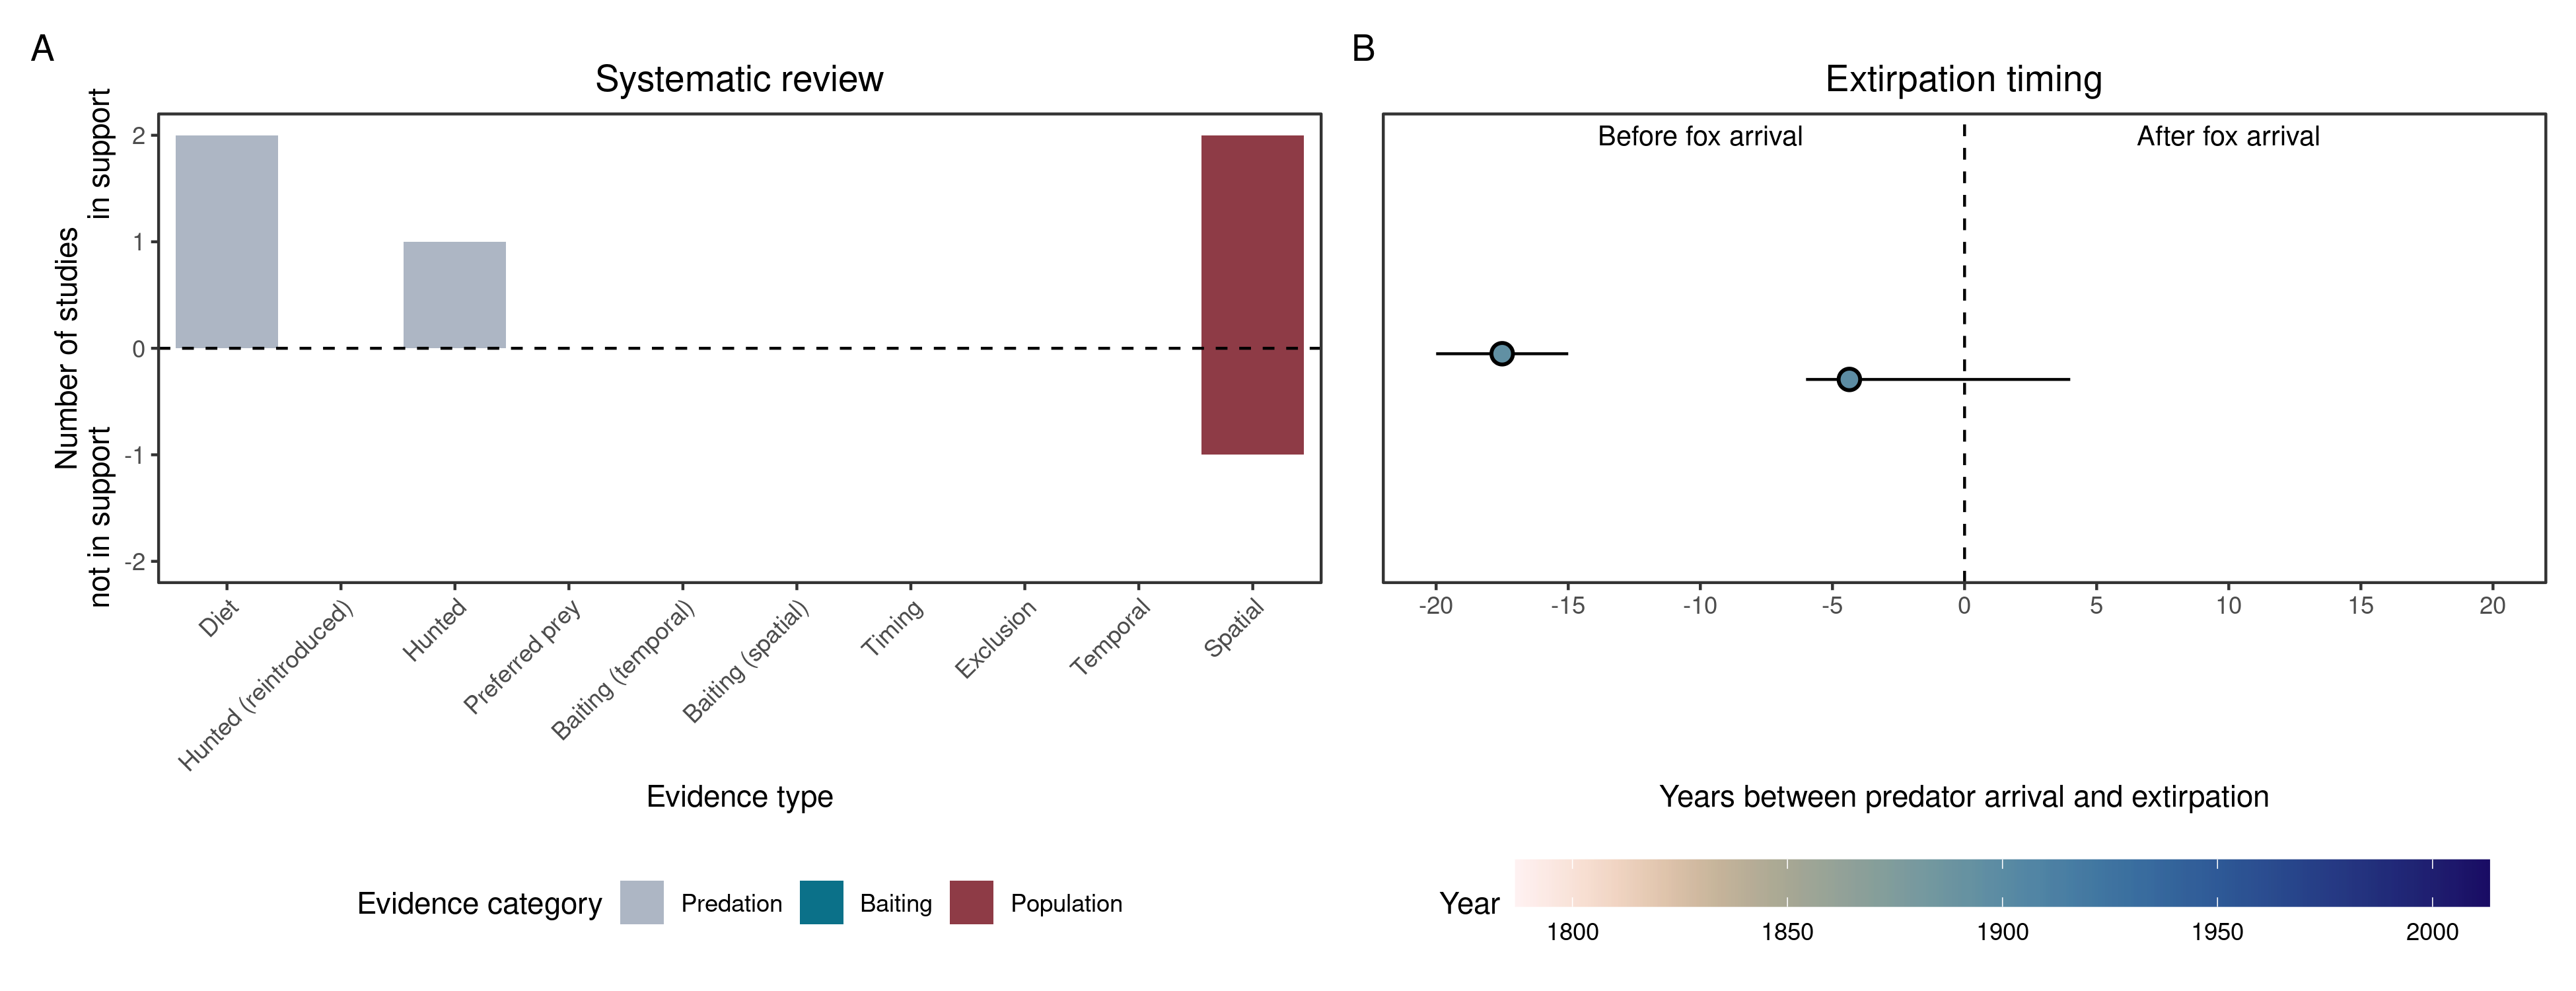 A
Systematic review
Number of studies
not in support
in support
2
1
0
-1
-2
Diet
Hunted (reintroduced)
Hunted
Preferred prey
Baiting (temporal)
Baiting (spatial)
Timing
Exclusion
Temporal
Spatial
Evidence type
Evidence category
Predation
Baiting
Population
B
Extirpation timing
Before fox arrival
After fox arrival
-20
-15
-10
-5
0
5
10
15
20
Years between predator arrival and extirpation
Year
1800
1850
1900
1950
2000